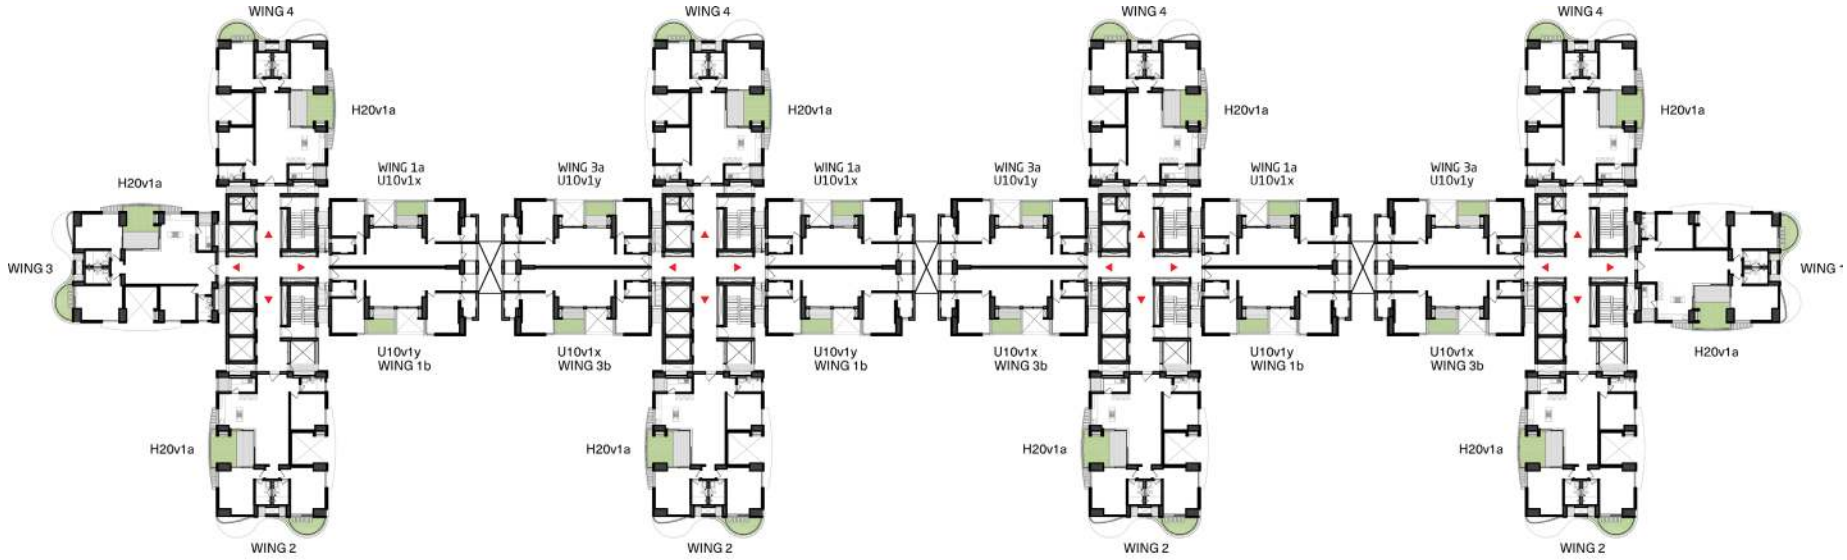 WING 4
WING 4
WING 4
WING 4
H20v1a
H20v1a
H20v1a
H20v1a
WING 1a
U10v1x
WING 3a
U10v1y
WING 1a
U10v1x
WING 3a
U10v1y
WING 1a
U10v1x
WING 3a
U10v1y
H20v1a
WING 3
WING 1
H20v1a
U10v1y
WING 1b
U10v1x
WING 3b
U10v1y
WING 1b
U10v1x
WING 3b
U10v1y
WING 1b
U10v1x
WING 3b
H20v1a
H20v1a
H20v1a
H20v1a
WING 2
WING 2
WING 2
WING 2